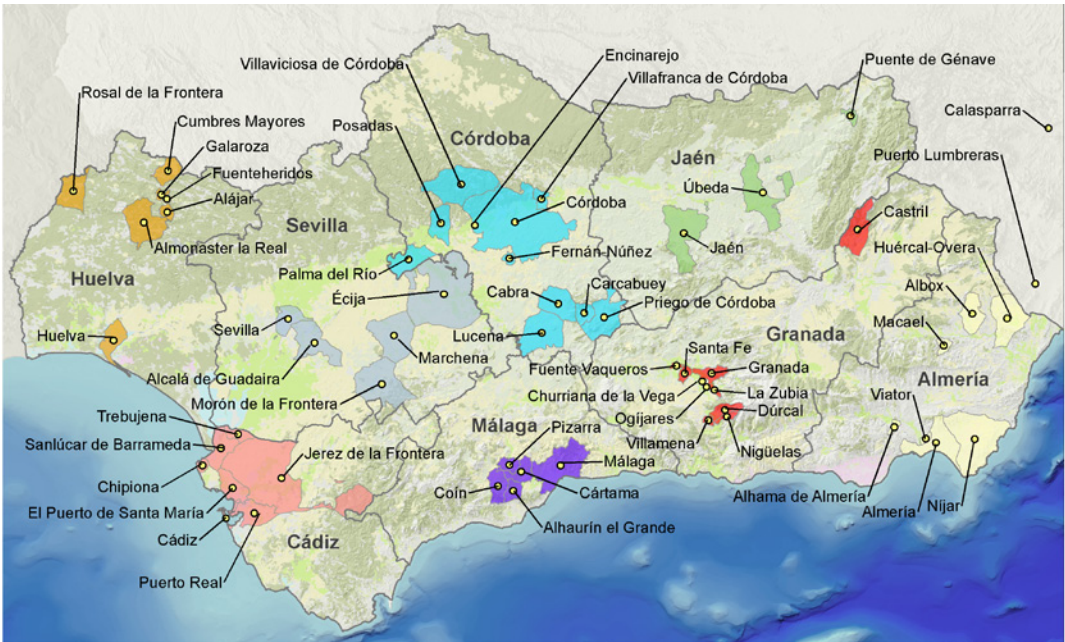 Encinarejo
Villaviciosa de Córdoba
Villafranca de Córdoba
Puente de Génave
Rosal de la Frontera
Calasparra
Cumbres Mayores
Posadas
Córdoba
Galaroza
Jaén
Puerto Lumbreras
Fuenteheridos
Úbeda
Alájar
Sevilla
Córdoba
Castril
Almonaster la Real
Jaén
Huércal-Overa
Fernán-Núñez
Palma del Río
Huelva
Cabra
Carcabuey
Albox
Écija
Priego de Córdoba
Macael
Sevilla
Lucena
Granada
Huelva
Marchena
Santa Fe
Fuente Vaqueros
Granada
Alcalá de Guadaira
Almería
Churriana de la Vega
La Zubia
Viator
Morón de la Frontera
Ogíjares
Dúrcal
Trebujena
Málaga
Pizarra
Villamena
Sanlúcar de Barrameda
Nigüelas
Jerez de la Frontera
Málaga
Chipiona
Coín
Cártama
Alhama de Almería
El Puerto de Santa María
Almería
Níjar
Alhaurín el Grande
Cádiz
Cádiz
Puerto Real